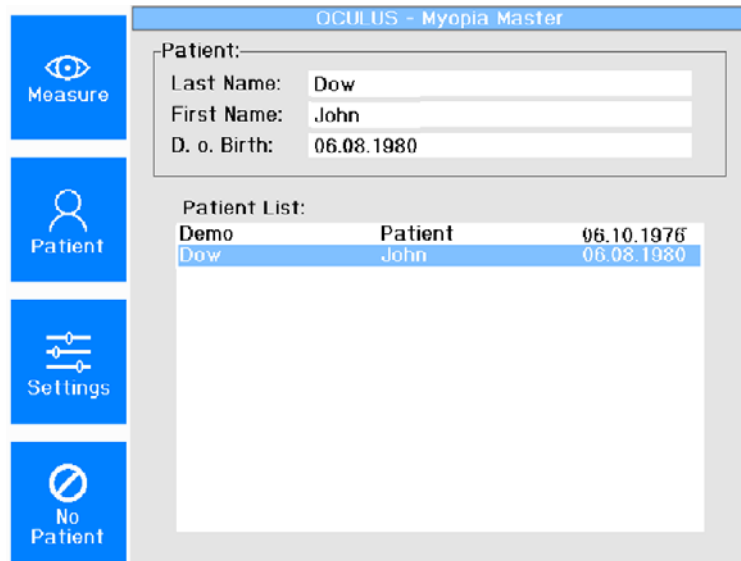 OCULUS - Myopia Master
Measure
Patient
Settings
No
Patient
Patient:
Last Name: Dow
First Name: John
D. o. Birth: 06.08.1980
Patient List:
Demo Patient 06.10.1976
Dow John 06.08.1980